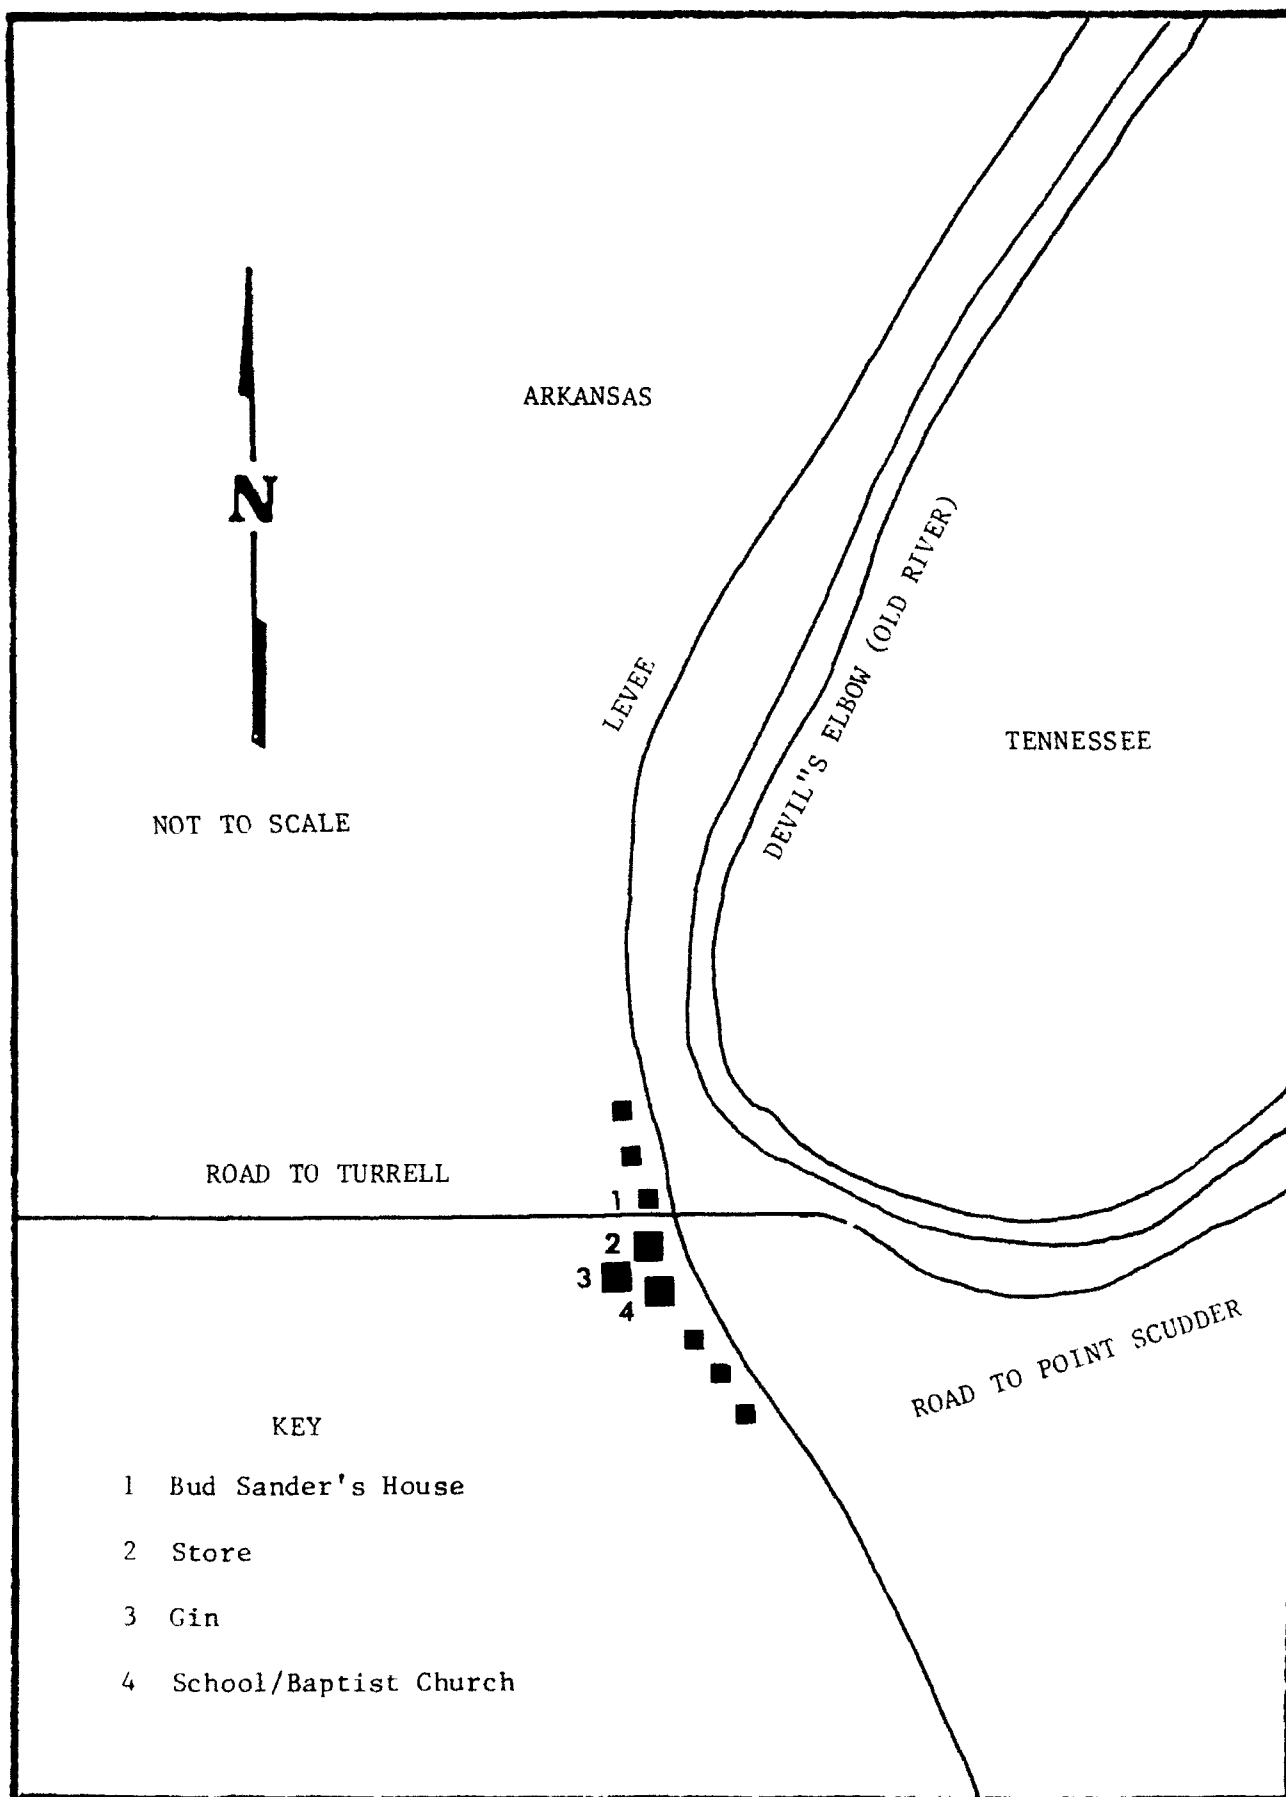 ARKANSAS
N
DEVIL"S ELBOW (OLD RIVER)
LEVEE
TENNESSEE
NOT TO SCALE
ROAD TO TURRELL
1
2
3
4
ROAD TO POINT SCUDDER
KEY
1 Bud Sander's House
2 Store
3 Gin
4 School/Baptist Church